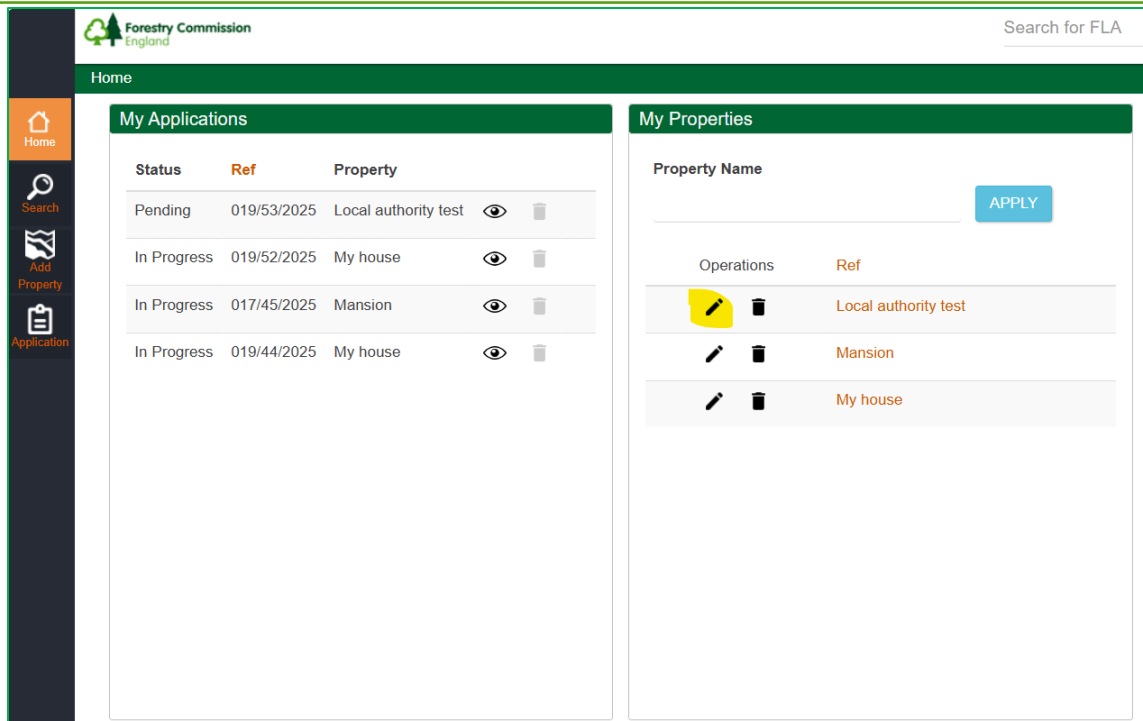 Forestry Commission
England
Search for FLA
Home
Home
Search
Add
Property
Application
My Applications
Status Ref Property
Pending 019/53/2025 Local authority test
In Progress 019/52/2025 My house
In Progress 017/45/2025 Mansion
In Progress 019/44/2025 My house
My Properties
Property Name
APPLY
Operations Ref
Local authority test
Mansion
My house